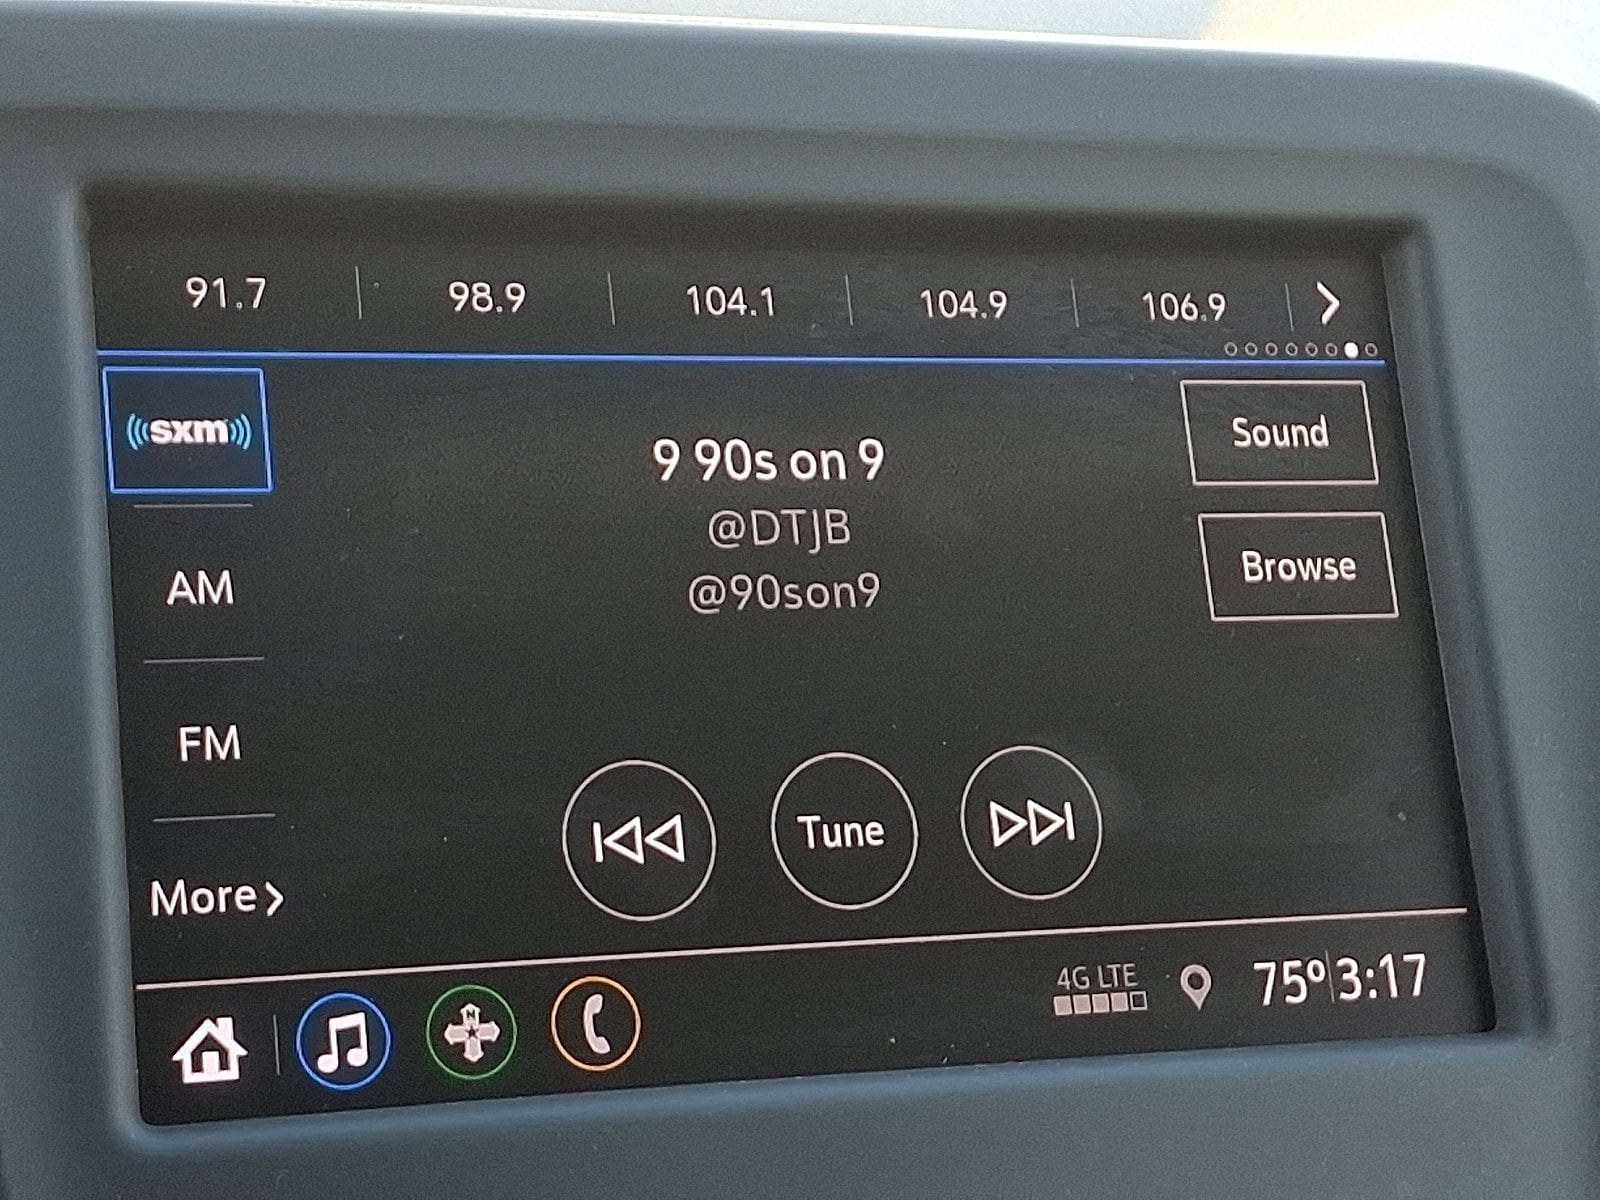 91.7 98.9 104.1 104.9 106.9
sxm
9 90s on 9
@DTJB
@90son9
Sound
Browse
AM
FM
More
Tune
N
4G LTE
75° 3:17